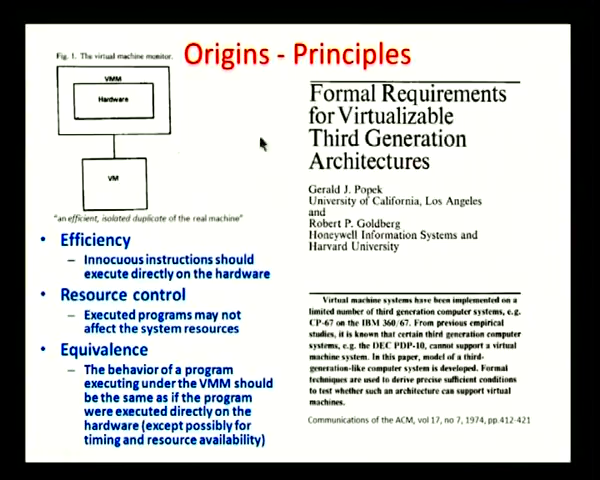 Fig. 1. The virtual machine monitor.
Origins - Principles
VMM
Hardware
VM
"an efficient, isolated duplicate of the real machine"
• Efficiency
– Innocuous instructions should
execute directly on the hardware
• Resource control
– Executed programs may not
affect the system resources
• Equivalence
– The behavior of a program
executing under the VMM should
be the same as if the program
were executed directly on the
hardware (except possibly for
timing and resource availability)
Formal Requirements
for Virtualizable
Third Generation
Architectures
Gerald J. Popek
University of California, Los Angeles
and
Robert P. Goldberg
Honeywell Information Systems and
Harvard University
Virtual machine systems have been implemented on a
limited number of third generation computer systems, e.g.
CP-67 on the IBM 360/67. From previous empirical
studies, it is known that certain third generation computer
systems, e.g. the DEC PDP-10, cannot support a virtual
machine system. In this paper, model of a third-
generation-like computer system is developed. Formal
techniques are used to derive precise sufficient conditions
to test whether such an architecture can support virtual
machines.
Communications of the ACM, vol 17, no 7, 1974, pp.412-421